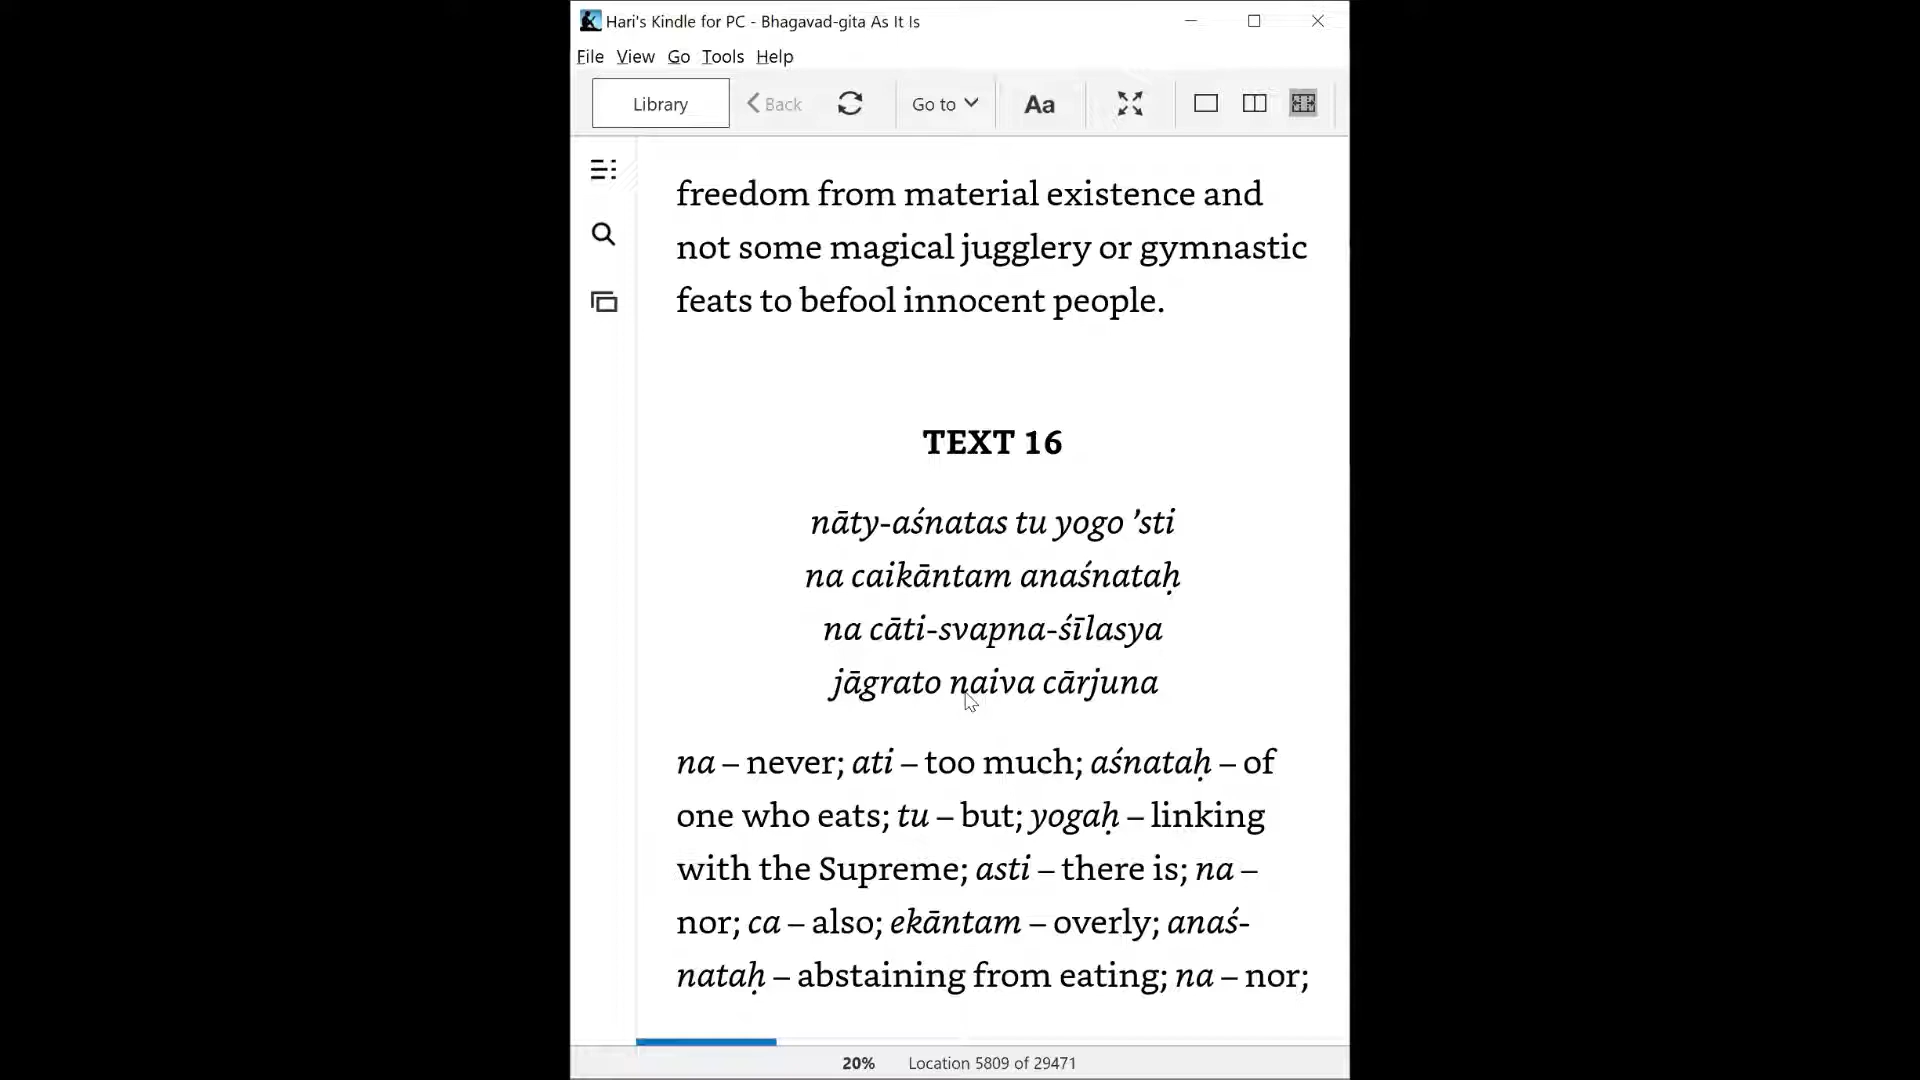 Hari's Kindle for PC - Bhagavad-gita As It Is
File View Go Tools Help
Library Back Go to Aa
freedom from material existence and
not some magical jugglery or gymnastic
feats to befool innocent people.
TEXT 16
nāty-aśnatas tu yogo ’sti
na caikāntam anaśnataḥ
na cāti-svapna-śīlasya
jāgrato naiva cārjuna
na – never; ati – too much; aśnataḥ – of
one who eats; tu – but; yogaḥ – linking
with the Supreme; asti – there is; na –
nor; ca – also; ekāntam – overly; anaś-
nataḥ – abstaining from eating; na – nor;
20% Location 5809 of 29471